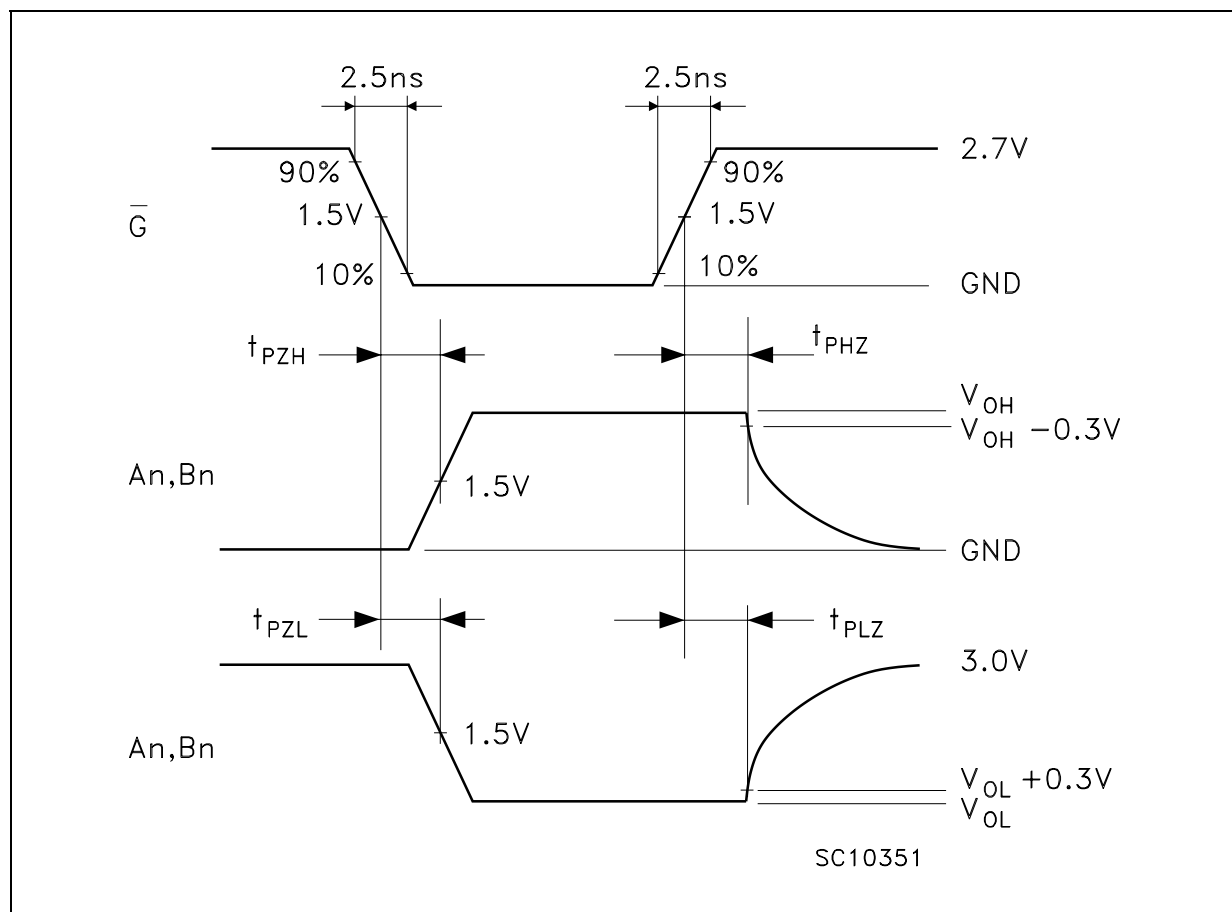 2.5ns 2.5ns
2.7V
90% 90%
G̅ 1.5V 1.5V
10% 10%
GND
tPZH tPHZ
VOH
VOH −0.3V
An,Bn 1.5V
GND
tPZL tPLZ
3.0V
1.5V
An,Bn
VOL +0.3V
VOL
SC10351